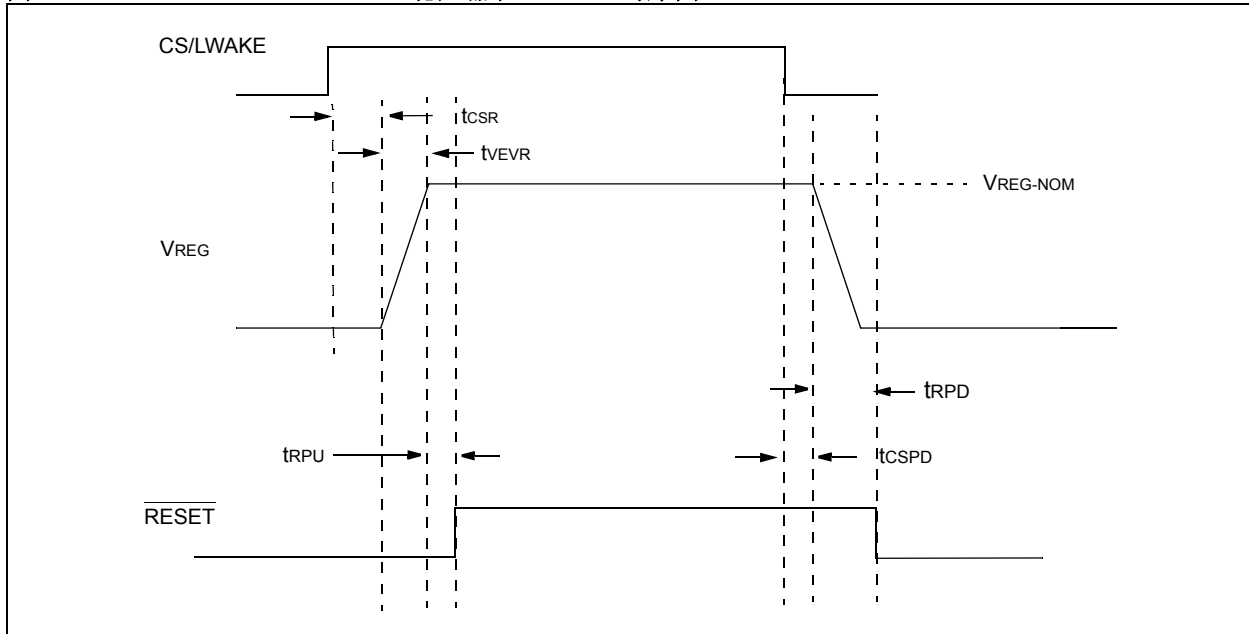 CS/LWAKE
tCSR
tVEVR
VREG-NOM
VREG
tRPD
tRPU
tCSPD
RESET